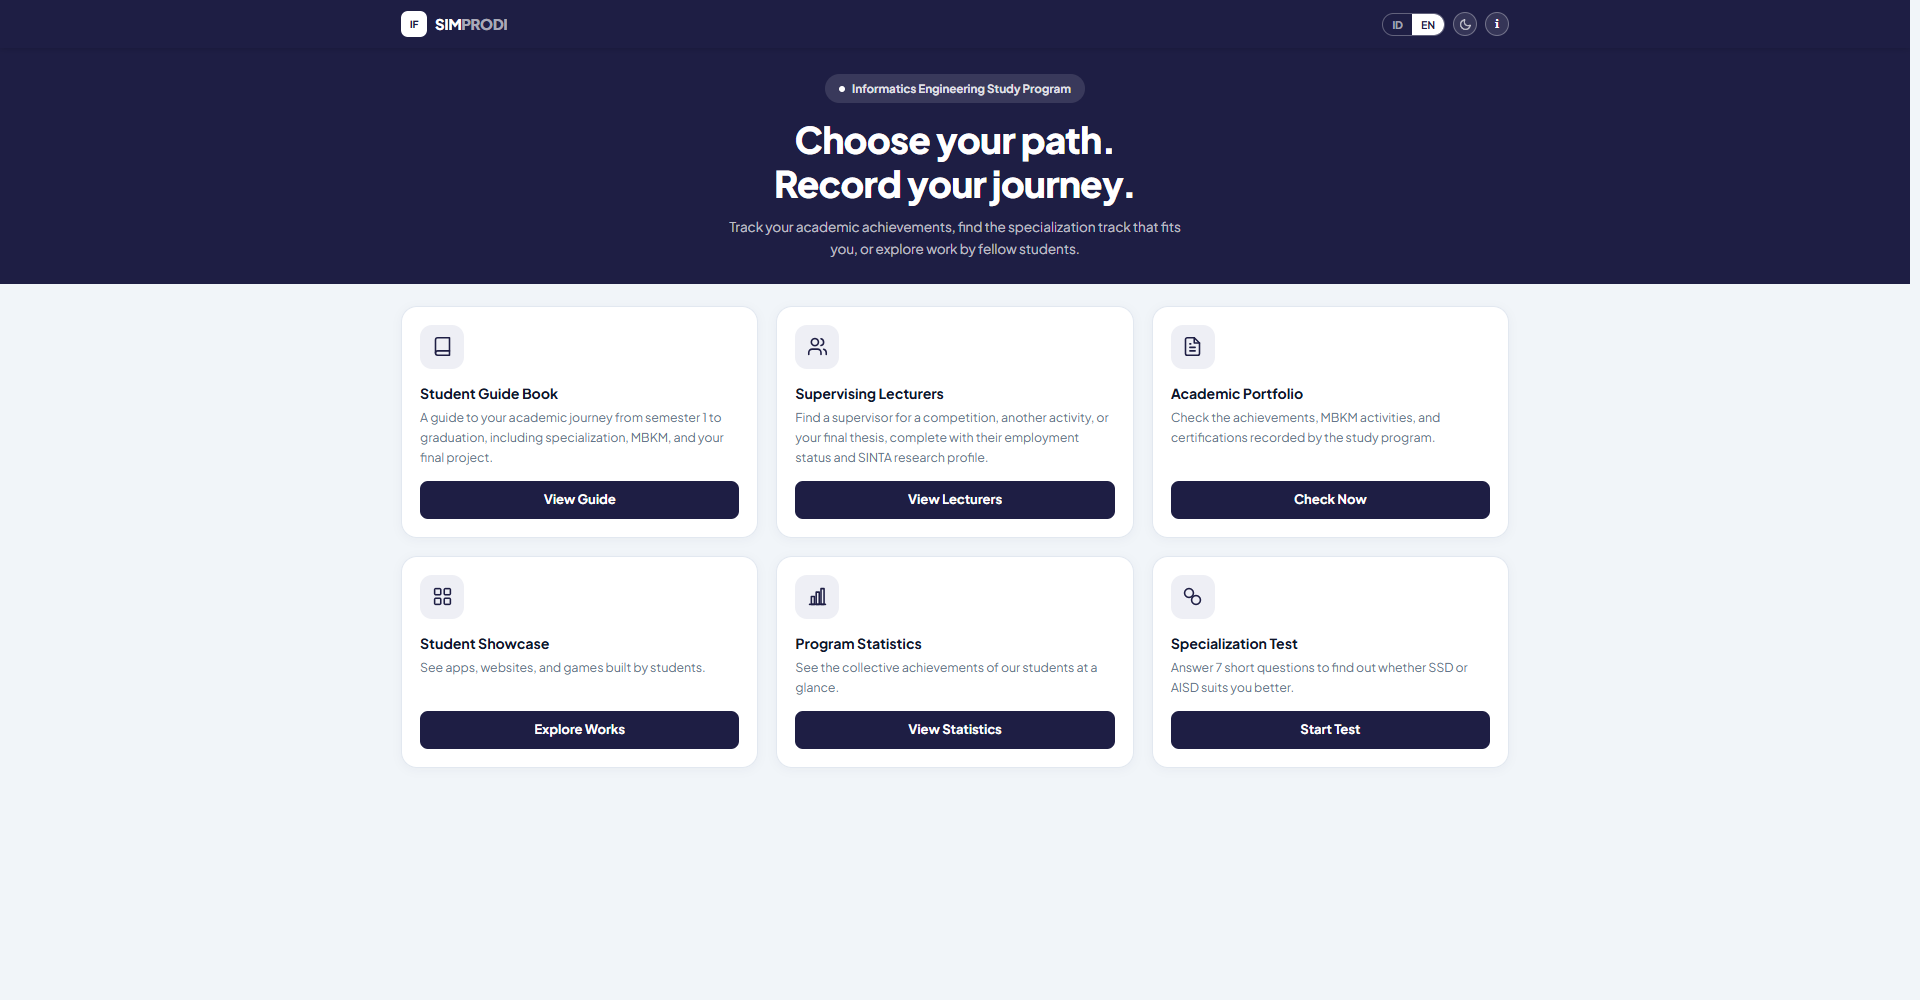 IF SIMPRODI
ID EN i
Informatics Engineering Study Program
Choose your path.
Record your journey.
Track your academic achievements, find the specialization track that fits
you, or explore work by fellow students.
Student Guide Book
A guide to your academic journey from semester 1 to
graduation, including specialization, MBKM, and your
final project.
View Guide
Supervising Lecturers
Find a supervisor for a competition, another activity, or
your final thesis, complete with their employment
status and SINTA research profile.
View Lecturers
Academic Portfolio
Check the achievements, MBKM activities, and
certifications recorded by the study program.
Check Now
Student Showcase
See apps, websites, and games built by students.
Explore Works
Program Statistics
See the collective achievements of our students at a
glance.
View Statistics
Specialization Test
Answer 7 short questions to find out whether SSD or
AISD suits you better.
Start Test